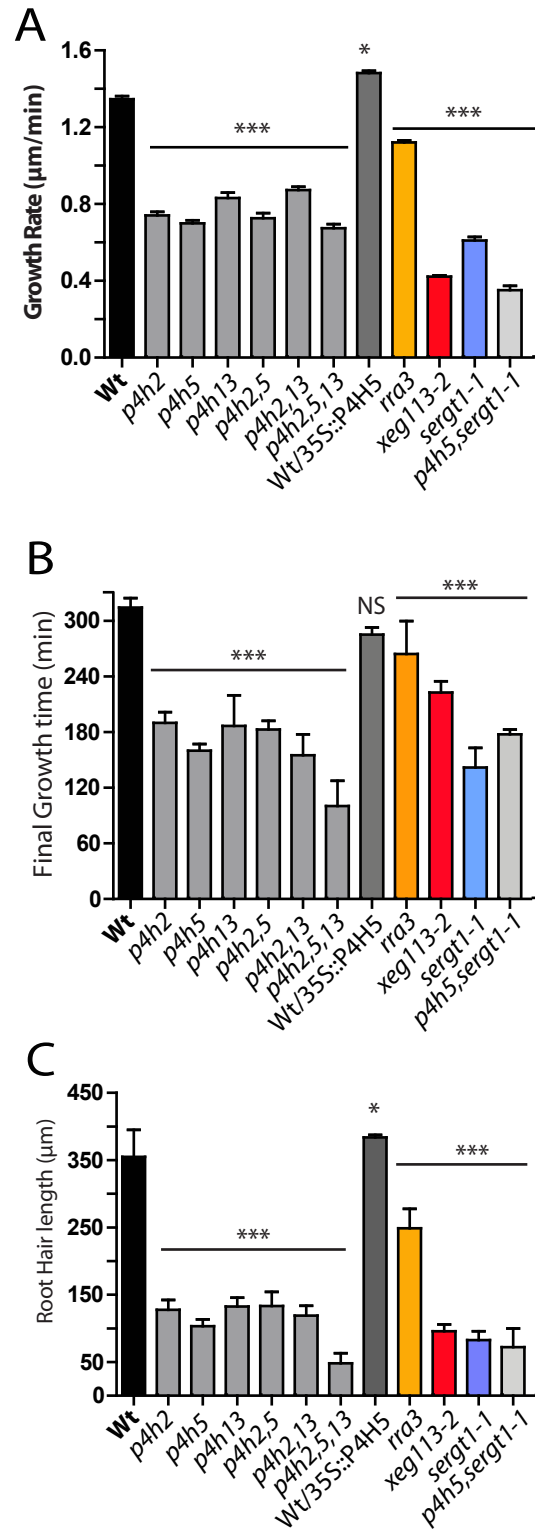 A
Growth Rate (µm/min)
1.6
1.2
0.8
0.4
0.0
***
*
***
Wt
p4h2
p4h5
p4h13
p4h2,5
p4h2,13
p4h2,5,13
Wt/35S::P4H5
rra3
xeg113-2
sergt1-1
p4h5,sergt1-1
B
Final Growth time (min)
300
240
180
120
60
0
***
NS
***
Wt
p4h2
p4h5
p4h13
p4h2,5
p4h2,13
p4h2,5,13
Wt/35S::P4H5
rra3
xeg113-2
sergt1-1
p4h5,sergt1-1
C
Root Hair length (µm)
450
350
250
150
50
0
***
*
***
Wt
p4h2
p4h5
p4h13
p4h2,5
p4h2,13
p4h2,5,13
Wt/35S::P4H5
rra3
xeg113-2
sergt1-1
p4h5,sergt1-1